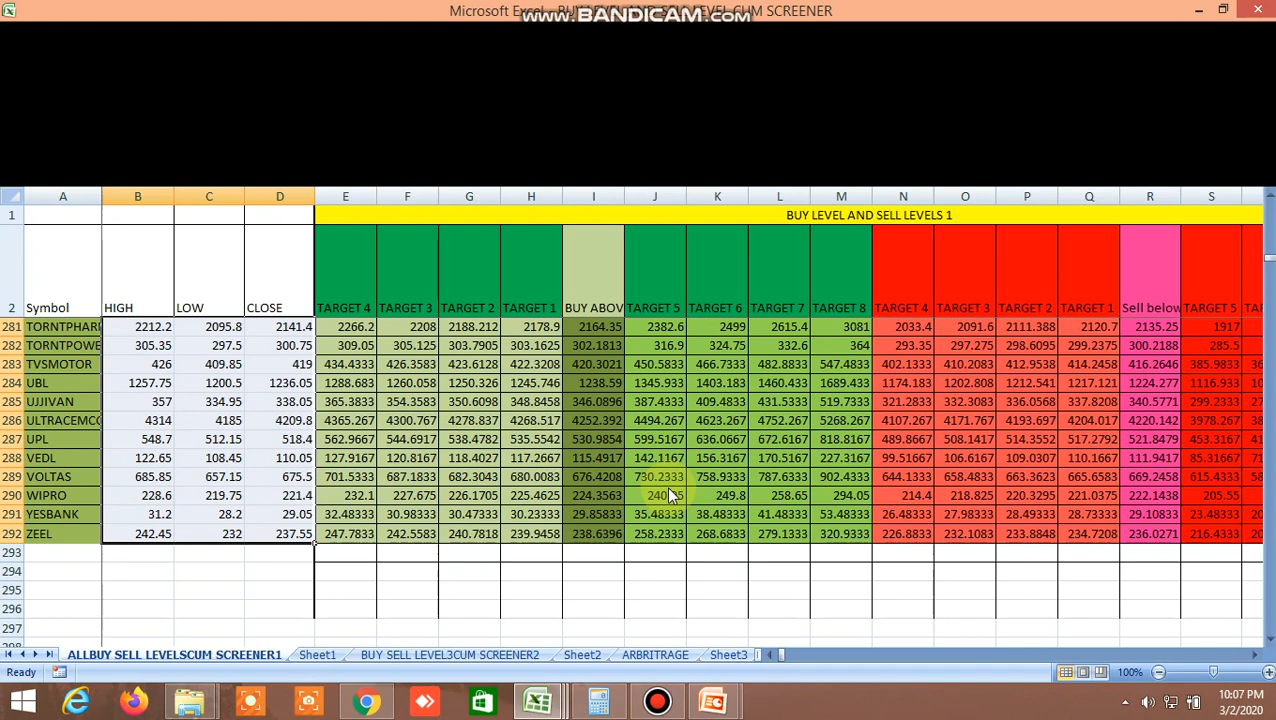 Microsoft Excel - BUY LEVEL AND SELL LEVEL CUM SCREENER
www.BANDICAM.com
A B C D E F G H I J K L M N O P Q R S
1 BUY LEVEL AND SELL LEVELS 1
2 Symbol HIGH LOW CLOSE TARGET 4 TARGET 3 TARGET 2 TARGET 1 BUY ABOV TARGET 5 TARGET 6 TARGET 7 TARGET 8 TARGET 4 TARGET 3 TARGET 2 TARGET 1 Sell below TARGET 5 TARG
281 TORNTPHAR 2212.2 2095.8 2141.4 2266.2 2208 2188.212 2178.9 2164.35 2382.6 2499 2615.4 3081 2033.4 2091.6 2111.388 2120.7 2135.25 1917
282 TORNTPOWE 305.35 297.5 300.75 309.05 305.125 303.7905 303.1625 302.1813 316.9 324.75 332.6 364 293.35 297.275 298.6095 299.2375 300.2188 285.5
283 TVSMOTOR 426 409.85 419 434.4333 426.3583 423.6128 422.3208 420.3021 450.5833 466.7333 482.8833 547.4833 402.1333 410.2083 412.9538 414.2458 416.2646 385.9833 36
284 UBL 1257.75 1200.5 1236.05 1288.683 1260.058 1250.326 1245.746 1238.59 1345.933 1403.183 1460.433 1689.433 1174.183 1202.808 1212.541 1217.121 1224.277 1116.933 10
285 UJJIVAN 357 334.95 338.05 365.3833 354.3583 350.6098 348.8458 346.0896 387.4333 409.4833 431.5333 519.7333 321.2833 332.3083 336.0568 337.8208 340.5771 299.2333 27
286 ULTRACEMCO 4314 4185 4209.8 4365.267 4300.767 4278.837 4268.517 4252.392 4494.267 4623.267 4752.267 5268.267 4107.267 4171.767 4193.697 4204.017 4220.142 3978.267 38
287 UPL 548.7 512.15 518.4 562.9667 544.6917 538.4782 535.5542 530.9854 599.5167 636.0667 672.6167 818.8167 489.8667 508.1417 514.3552 517.2792 521.8479 453.3167 41
288 VEDL 122.65 108.45 110.05 127.9167 120.8167 118.4027 117.2667 115.4917 142.1167 156.3167 170.5167 227.3167 99.51667 106.6167 109.0307 110.1667 111.9417 85.31667 71
289 VOLTAS 685.85 657.15 675.5 701.5333 687.1833 682.3043 680.0083 676.4208 730.2333 758.9333 787.6333 902.4333 644.1333 658.4833 663.3623 665.6583 669.2458 615.4333 58
290 WIPRO 228.6 219.75 221.4 232.1 227.675 226.1705 225.4625 224.3563 249.8 258.65 294.05 214.4 218.825 220.3295 221.0375 222.1438 205.55
291 YESBANK 31.2 28.2 29.05 32.48333 30.98333 30.47333 30.23333 29.85833 35.48333 38.48333 41.48333 53.48333 26.48333 27.98333 28.49333 28.73333 29.10833 23.48333 20
292 ZEEL 242.45 232 237.55 247.7833 242.5583 240.7818 239.9458 238.6396 258.2333 268.6833 279.1333 320.9333 226.8833 232.1083 233.8848 234.7208 236.0271 216.4333 20
293
294
295
296
297
ALLBUY SELL LEVELSCUM SCREENER1 Sheet1 BUY SELL LEVEL3CUM SCREENER2 Sheet2 ARBRITRAGE Sheet3
Ready 100%
10:07 PM
3/2/2020